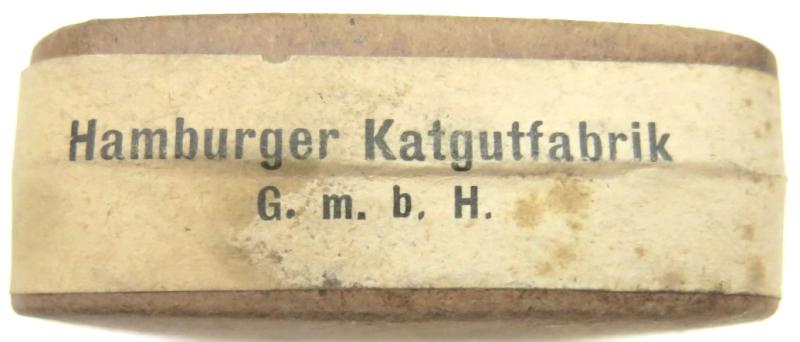 Hamburger Katgutfabrik
G. m. b. H.